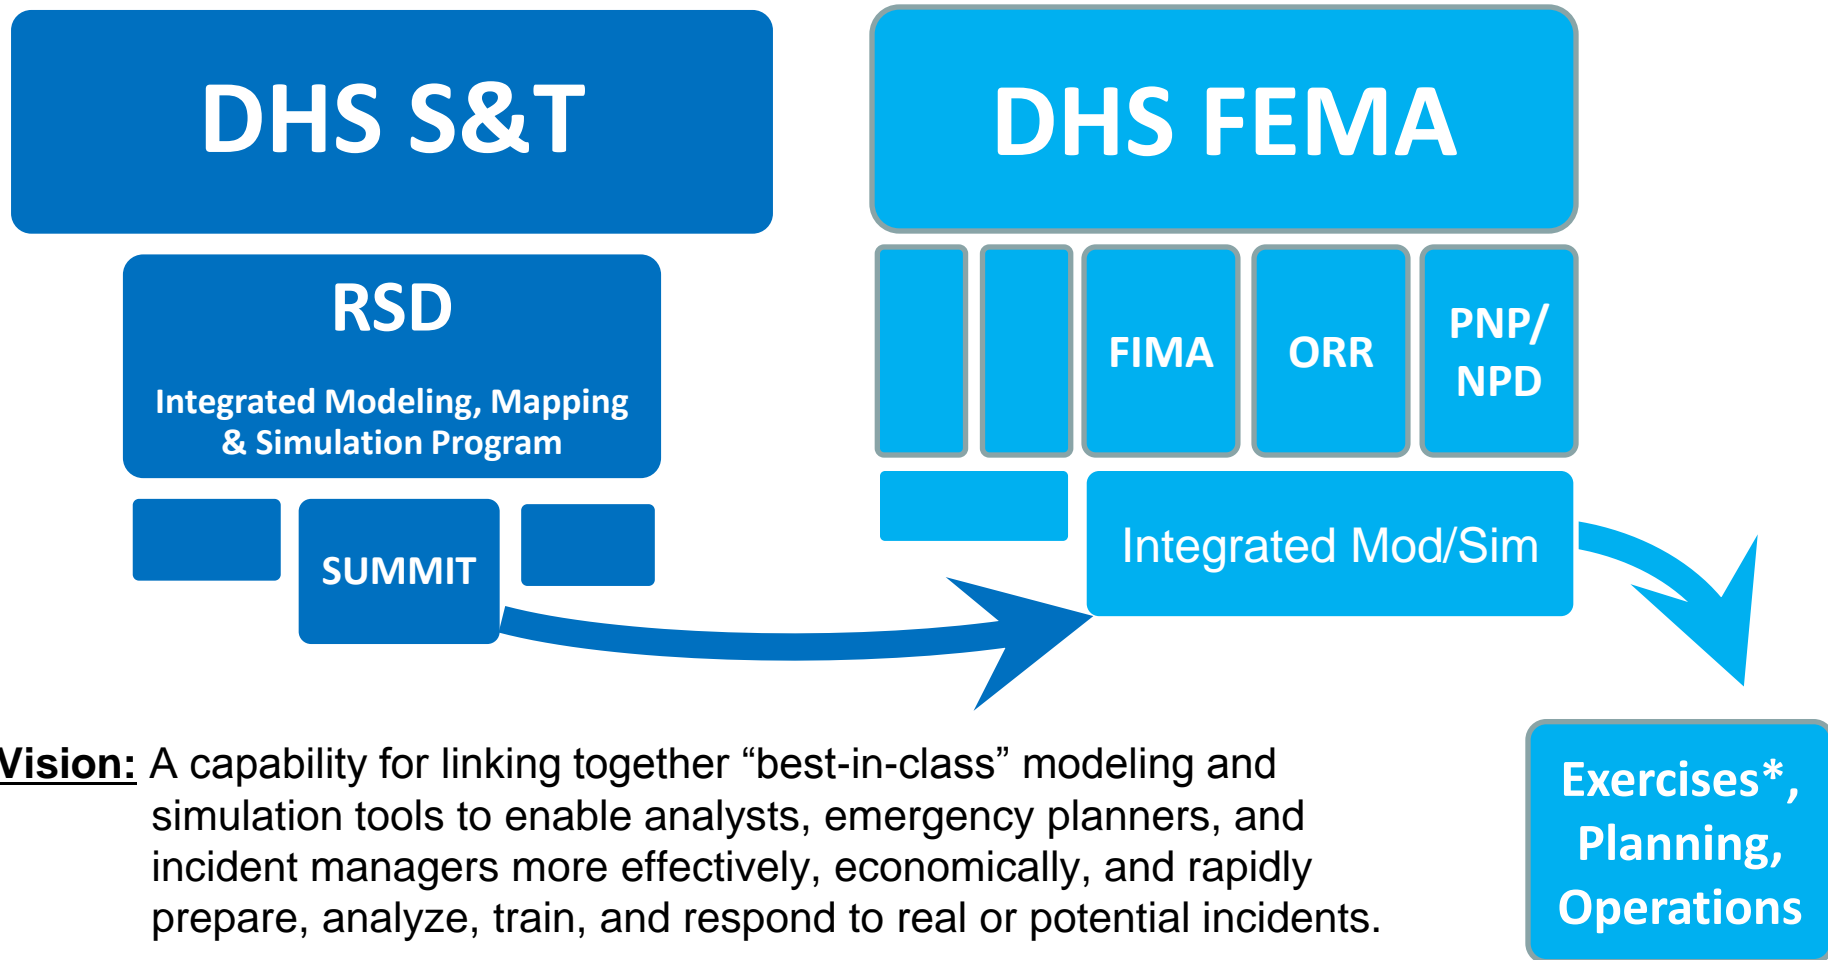 DHS S&T
RSD
Integrated Modeling, Mapping
& Simulation Program
SUMMIT
DHS FEMA
FIMA
ORR
PNP/
NPD
Integrated Mod/Sim
Vision: A capability for linking together “best-in-class” modeling and
simulation tools to enable analysts, emergency planners, and
incident managers more effectively, economically, and rapidly
prepare, analyze, train, and respond to real or potential incidents.
Exercises*,
Planning,
Operations